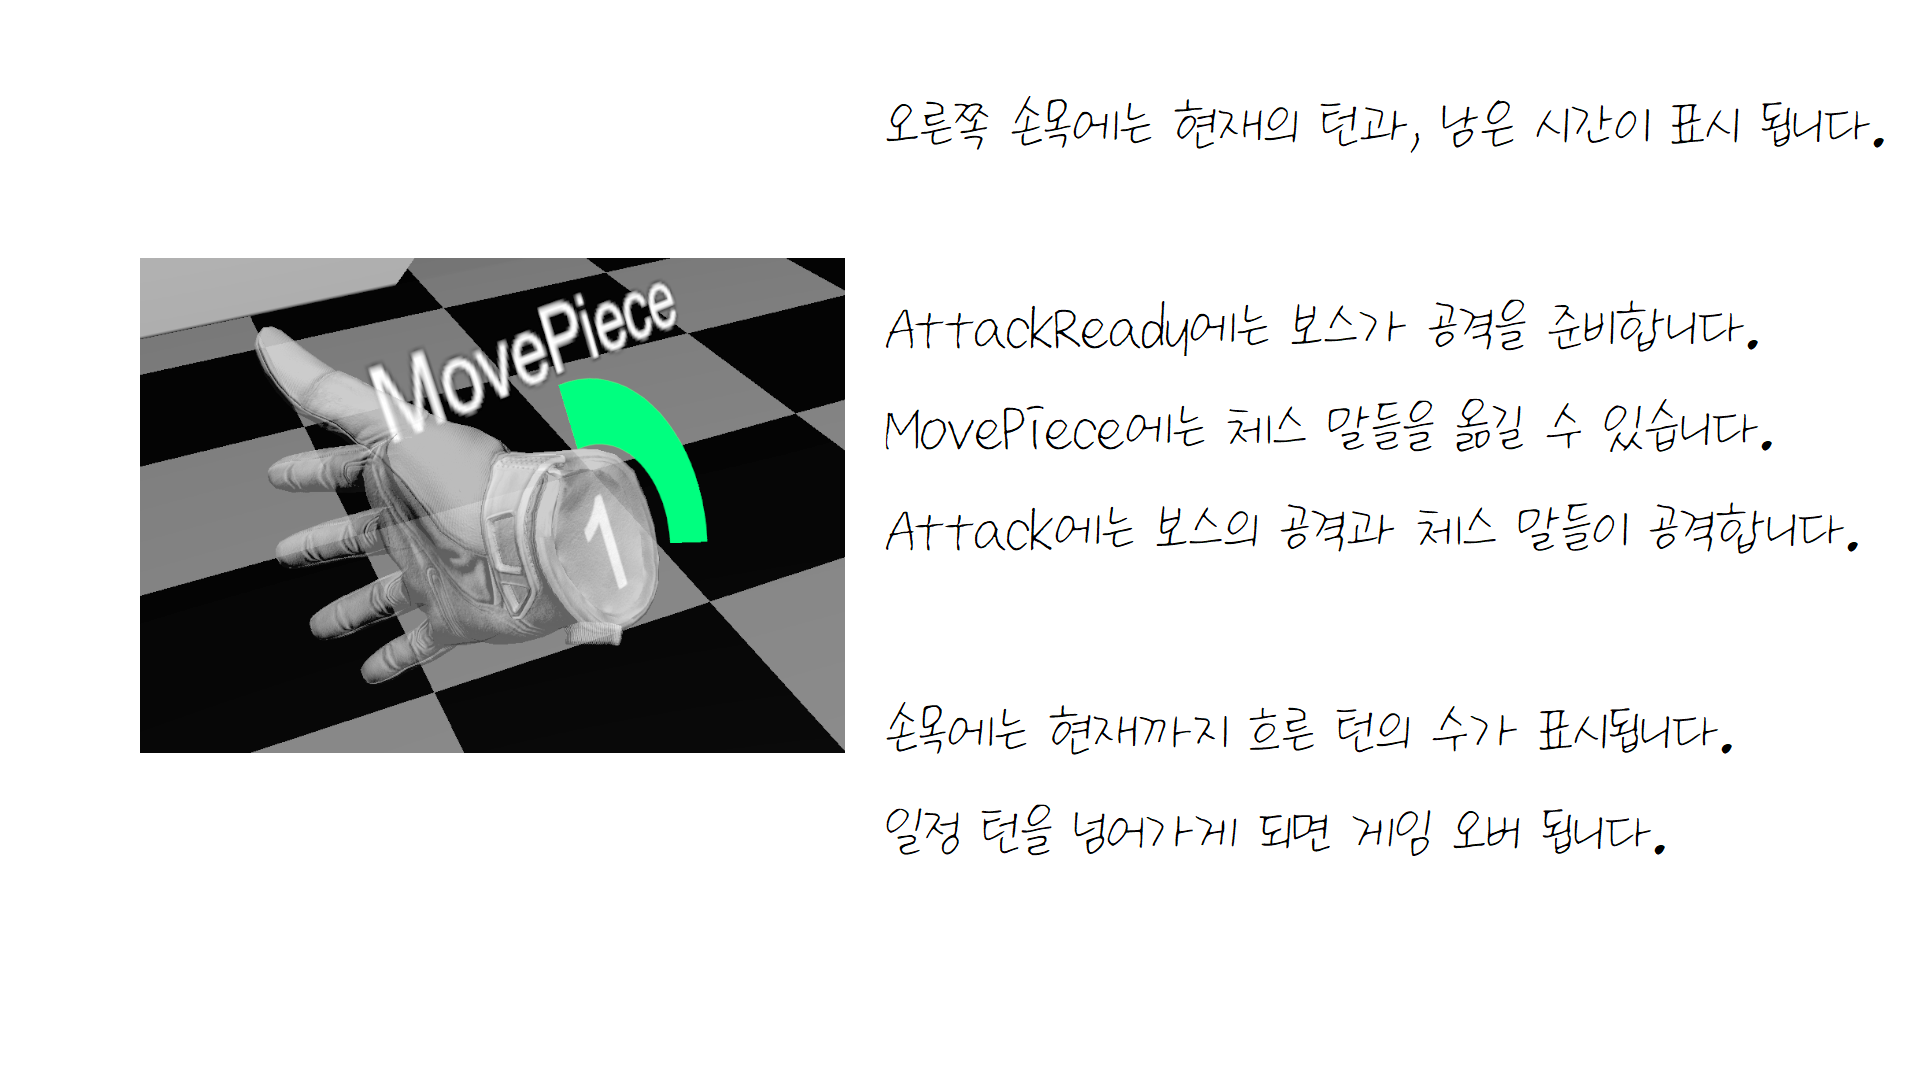 오른쪽 손목에는 현재의 턴과, 남은 시간이 표시 됩니다.
MovePiece
1
AttackReady에는 보스가 공격을 준비합니다.
MovePiece에는 체스 말들을 옮길 수 있습니다.
Attack에는 보스의 공격과 체스 말들이 공격합니다.
손목에는 현재까지 흐른 턴의 수가 표시됩니다.
일정 턴을 넘어가게 되면 게임 오버 됩니다.